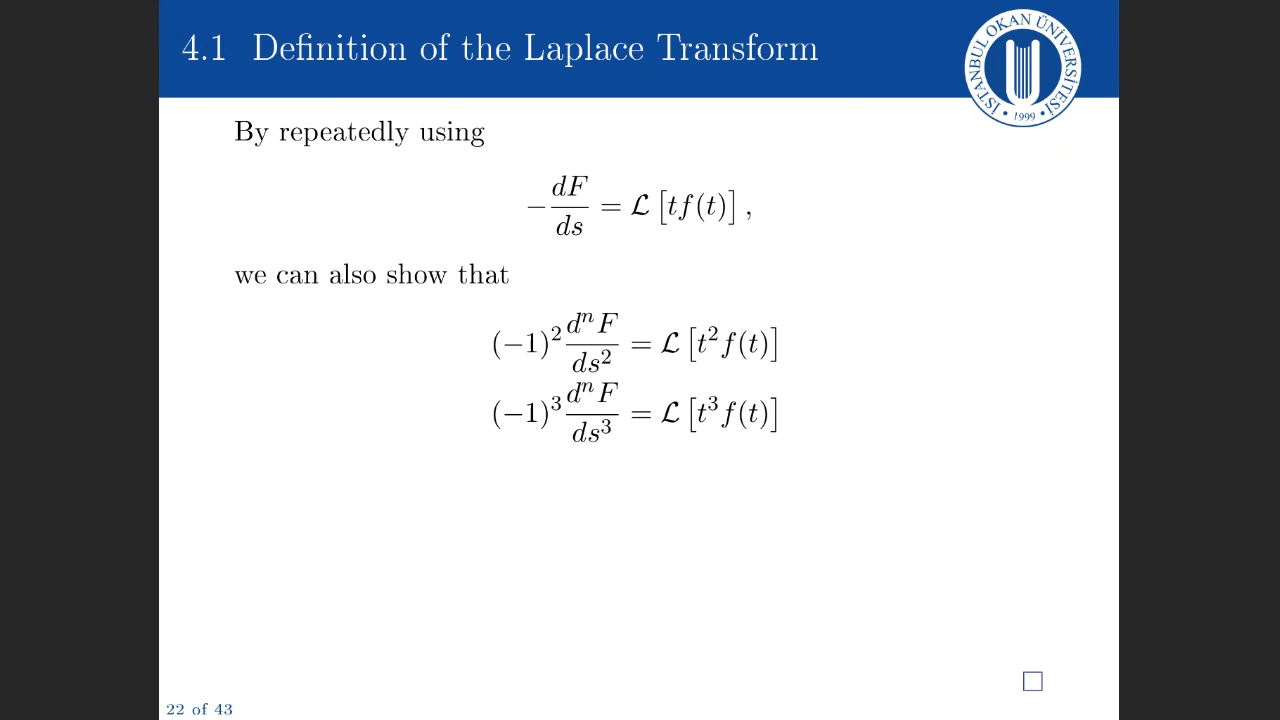 4.1 Definition of the Laplace Transform
İSTANBUL OKAN ÜNİVERSİTESİ
• 1999 •
By repeatedly using
−dF/ds = ℒ [tf(t)] ,
we can also show that
(−1)² dⁿF/ds² = ℒ [t²f(t)]
(−1)³ dⁿF/ds³ = ℒ [t³f(t)]
22 of 43